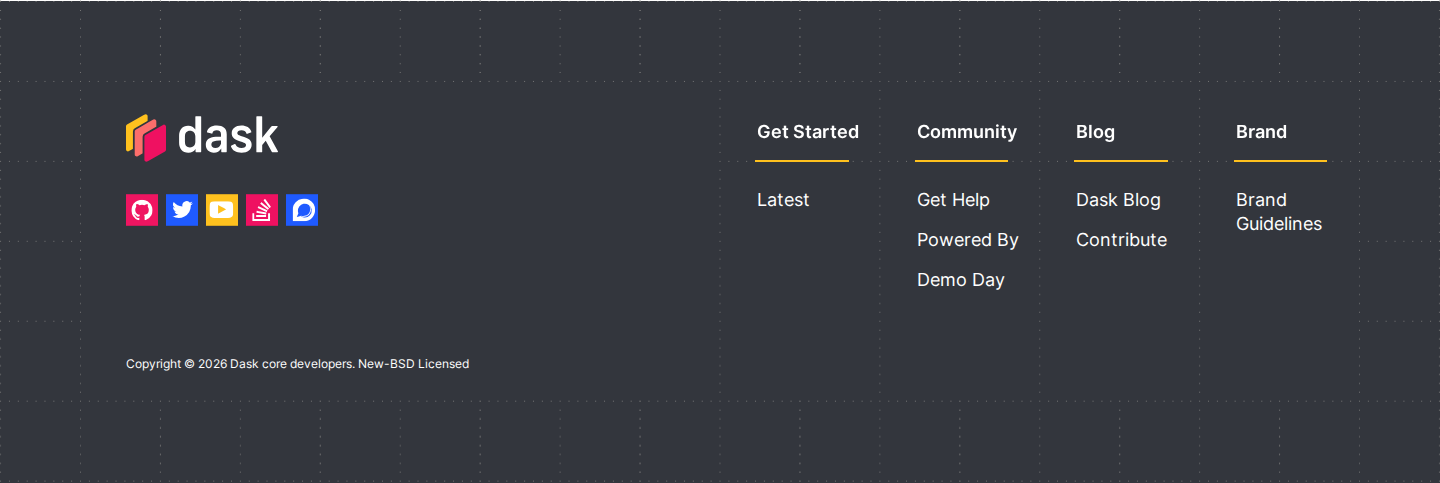 dask
Get Started
Latest
Community
Get Help
Powered By
Demo Day
Blog
Dask Blog
Contribute
Brand
Brand
Guidelines
Copyright © 2026 Dask core developers. New-BSD Licensed